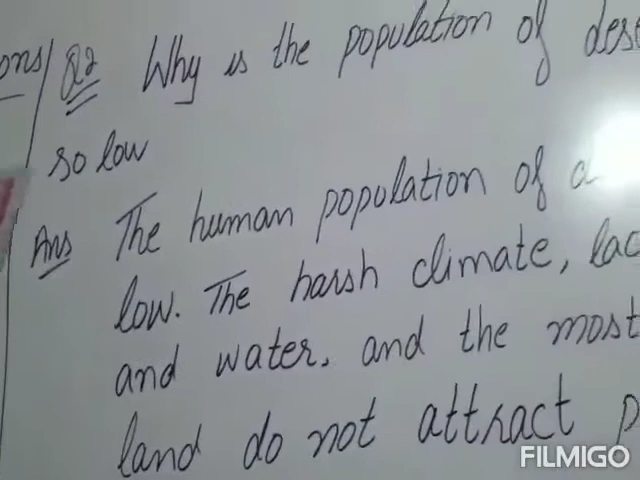 ons
Q2 Why is the population of
so low
Ans The human population of
low. The harsh climate,
and water, and the most
land do not attract
FILMIGO